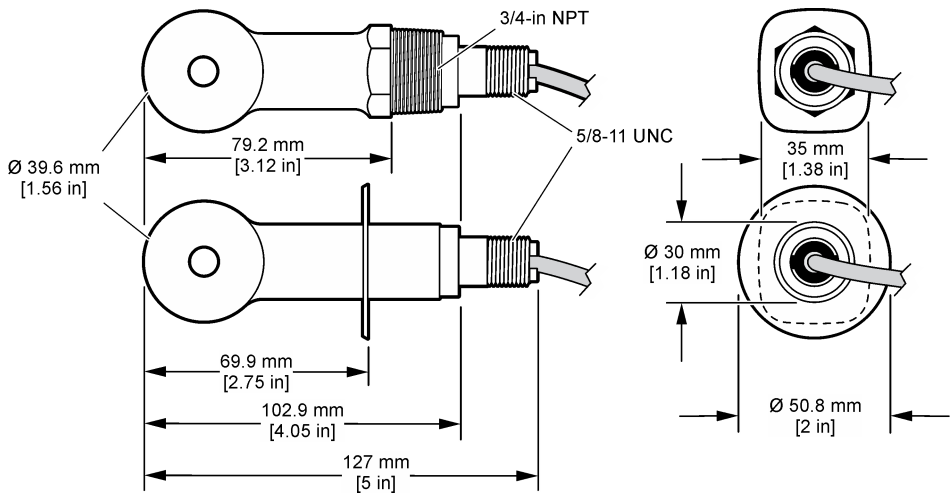 3/4-in NPT
79.2 mm
[3.12 in]
5/8-11 UNC
35 mm
[1.38 in]
Ø 39.6 mm
[1.56 in]
Ø 30 mm
[1.18 in]
69.9 mm
[2.75 in]
102.9 mm
[4.05 in]
Ø 50.8 mm
[2 in]
127 mm
[5 in]